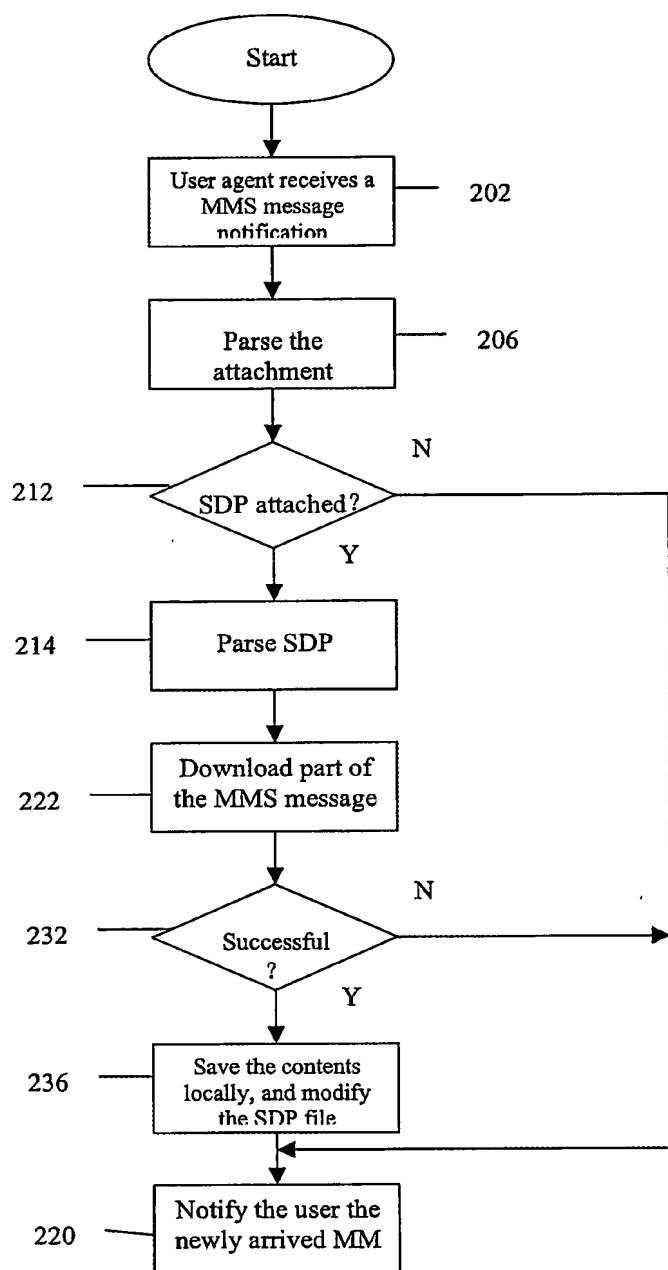 Start
User agent receives a
MMS message
notification
202
Parse the
attachment
206
N
212
SDP attached?
Y
214
Parse SDP
Download part of
the MMS message
222
N
232
Successful
?
Y
Save the contents
locally, and modify
the SDP file
236
Notify the user the
newly arrived MM
220